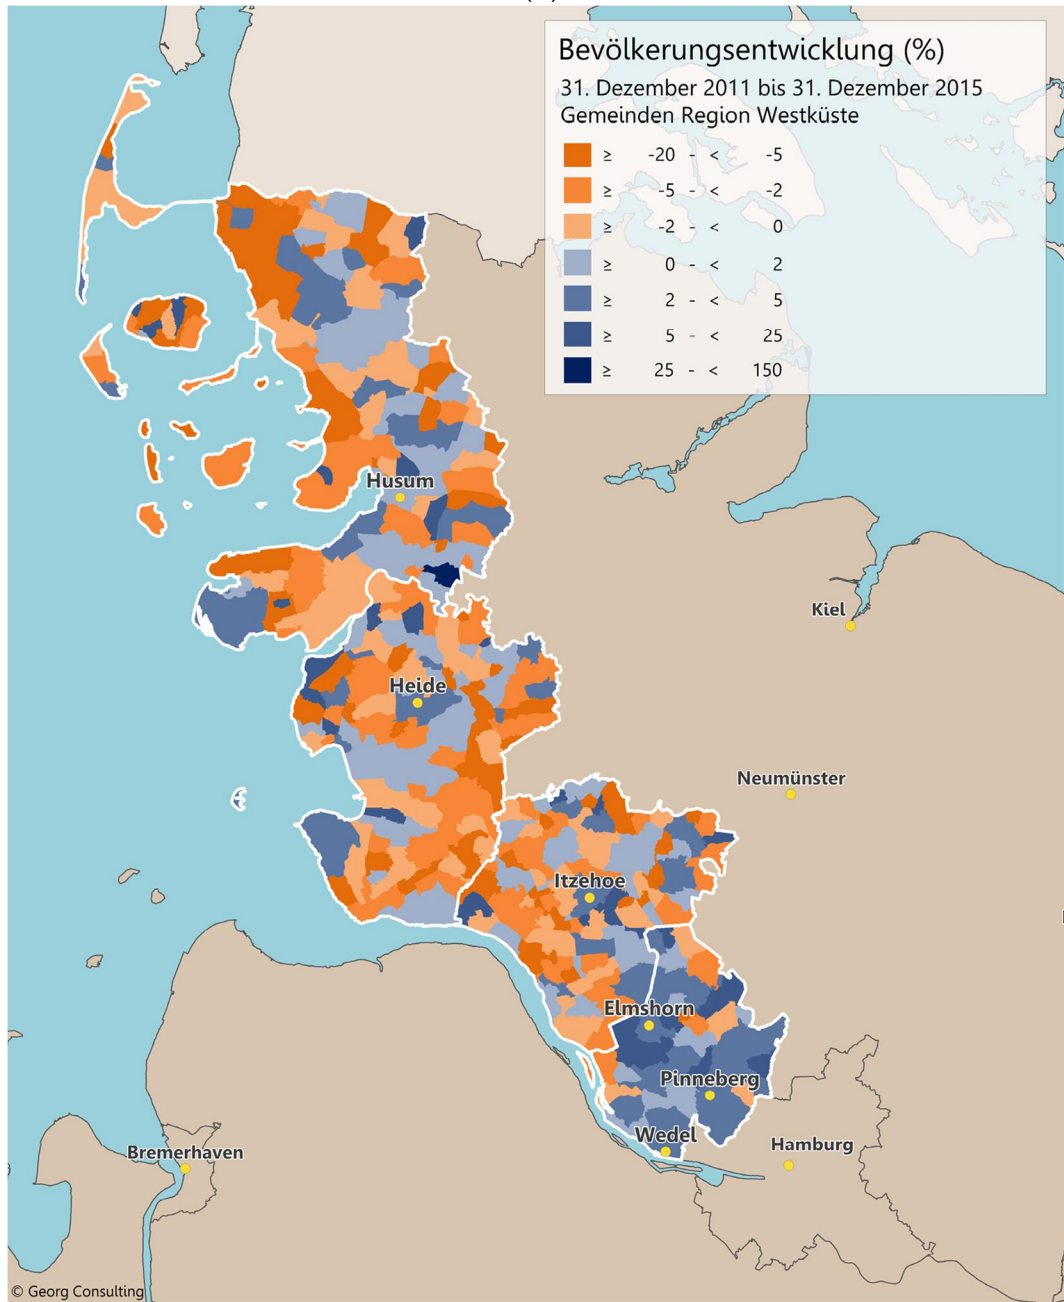 Bevölkerungsentwicklung (%)
31. Dezember 2011 bis 31. Dezember 2015
Gemeinden Region Westküste
≥ -20 - < -5
≥ -5 - < -2
≥ -2 - < 0
≥ 0 - < 2
≥ 2 - < 5
≥ 5 - < 25
≥ 25 - < 150
Husum
Kiel
Heide
Neumünster
Itzehoe
Elmshorn
Pinneberg
Wedel
Hamburg
Bremerhaven
© Georg Consulting